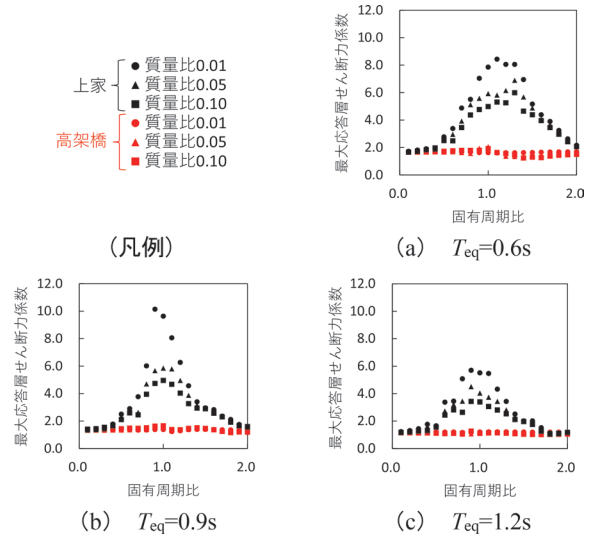 上家
質量比0.01
質量比0.05
質量比0.10
高架橋
質量比0.01
質量比0.05
質量比0.10
(凡例)
最大応答層せん断力係数
12.0
10.0
8.0
6.0
4.0
2.0
0.0
0.0 1.0 2.0
固有周期比
(a) Teq=0.6s
最大応答層せん断力係数
12.0
10.0
8.0
6.0
4.0
2.0
0.0
0.0 1.0 2.0
固有周期比
(b) Teq=0.9s
最大応答層せん断力係数
12.0
10.0
8.0
6.0
4.0
2.0
0.0
0.0 1.0 2.0
固有周期比
(c) Teq=1.2s